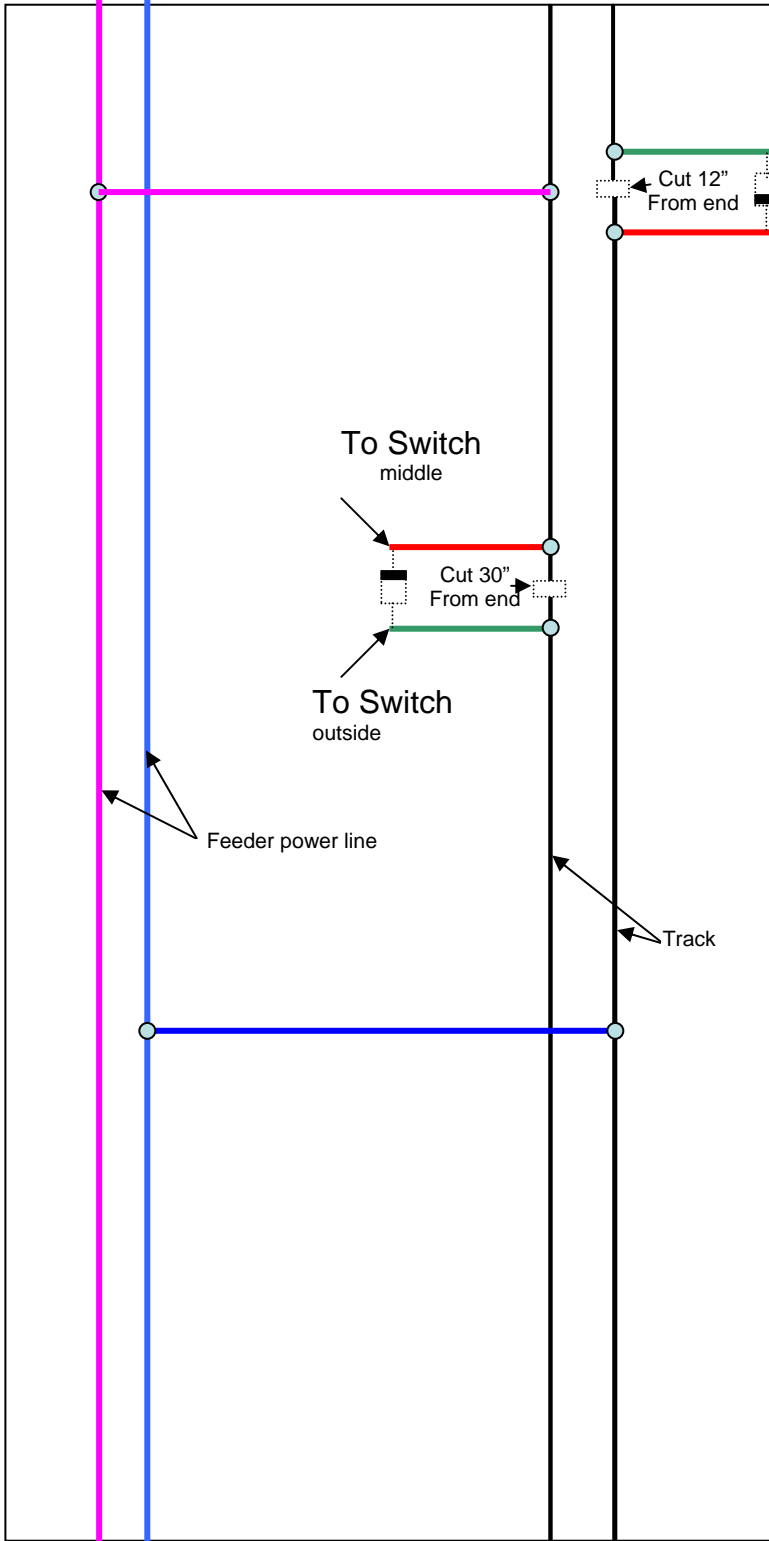 Cut 12”
From end
To Switch
middle
Cut 30”
From end
To Switch
outside
Feeder power line
Track